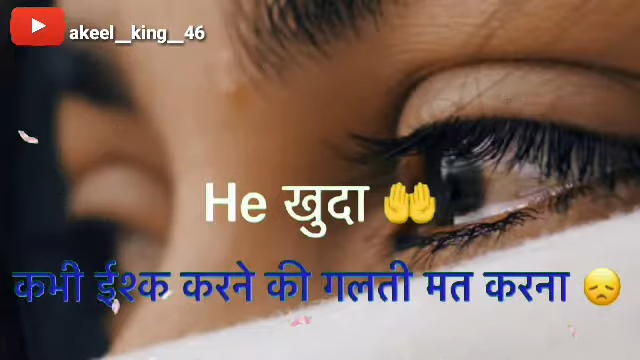 akeel__king__46
He खुदा 🤲
कभी ईश्क करने की गलती मत करना 😞